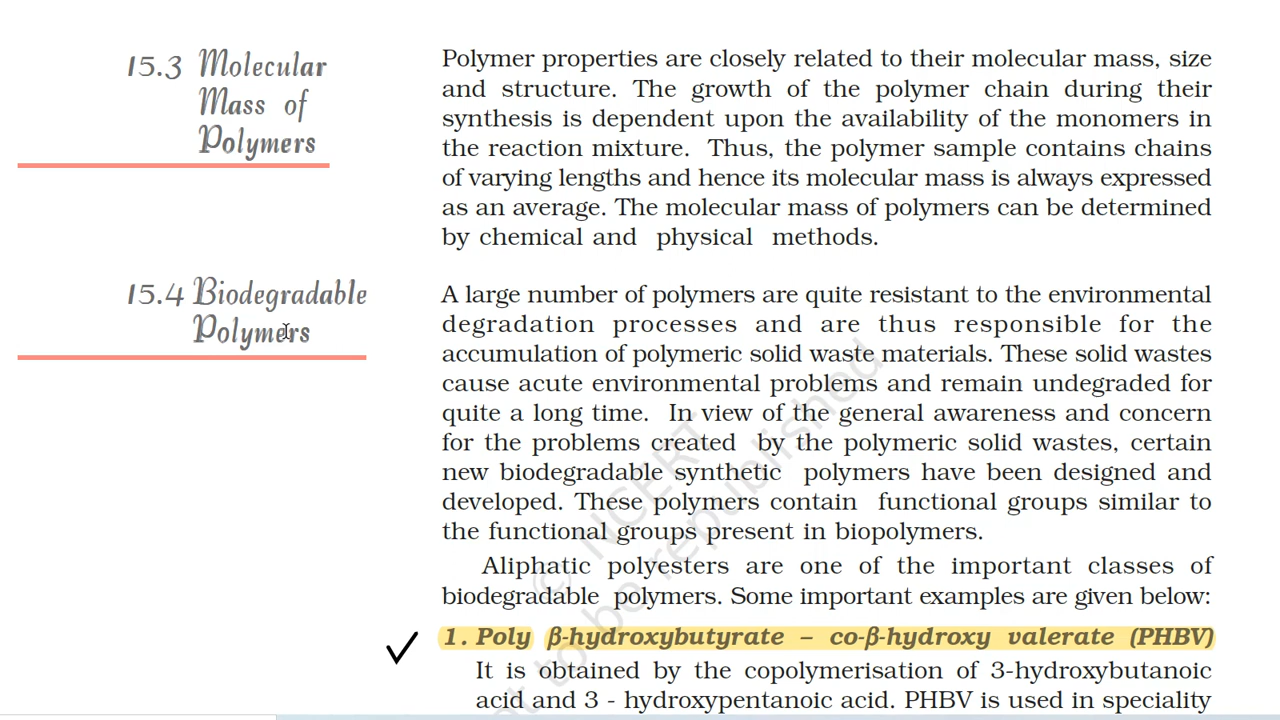 15.3 Molecular
Mass of
Polymers
Polymer properties are closely related to their molecular mass, size
and structure. The growth of the polymer chain during their
synthesis is dependent upon the availability of the monomers in
the reaction mixture. Thus, the polymer sample contains chains
of varying lengths and hence its molecular mass is always expressed
as an average. The molecular mass of polymers can be determined
by chemical and physical methods.
15.4 Biodegradable
Polymers
A large number of polymers are quite resistant to the environmental
degradation processes and are thus responsible for the
accumulation of polymeric solid waste materials. These solid wastes
cause acute environmental problems and remain undegraded for
quite a long time. In view of the general awareness and concern
for the problems created by the polymeric solid wastes, certain
new biodegradable synthetic polymers have been designed and
developed. These polymers contain functional groups similar to
the functional groups present in biopolymers.
Aliphatic polyesters are one of the important classes of
biodegradable polymers. Some important examples are given below:
1. Poly β-hydroxybutyrate – co-β-hydroxy valerate (PHBV)
It is obtained by the copolymerisation of 3-hydroxybutanoic
acid and 3 - hydroxypentanoic acid. PHBV is used in speciality
© NCERT
not to be republished